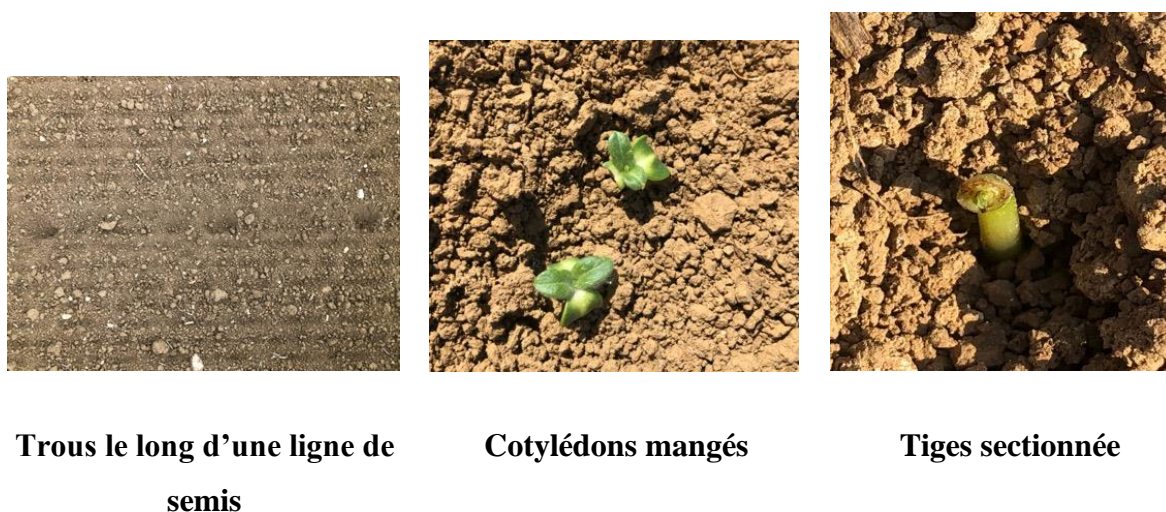 Trous le long d’une ligne de
semis
Cotylédons mangés
Tiges sectionnée